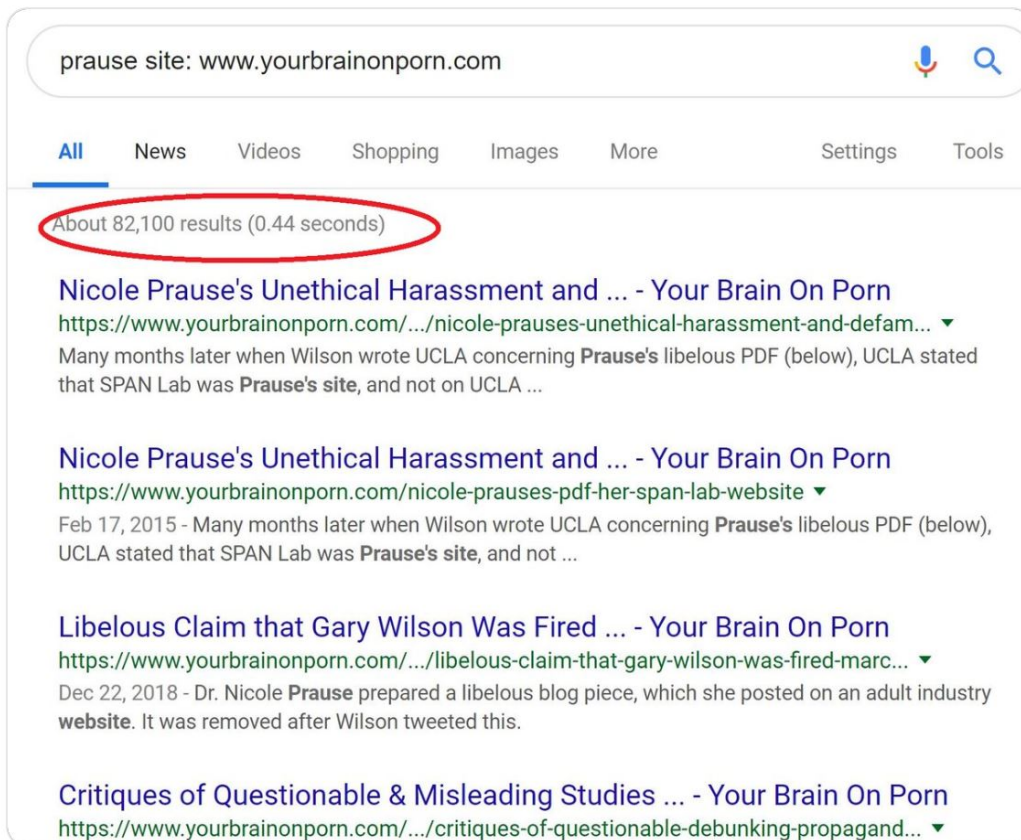 prause site: www.yourbrainonporn.com
All News Videos Shopping Images More Settings Tools
About 82,100 results (0.44 seconds)
Nicole Prause's Unethical Harassment and ... - Your Brain On Porn
https://www.yourbrainonporn.com/.../nicole-prauses-unethical-harassment-and-defam...
Many months later when Wilson wrote UCLA concerning Prause's libelous PDF (below), UCLA stated
that SPAN Lab was Prause's site, and not on UCLA ...
Nicole Prause's Unethical Harassment and ... - Your Brain On Porn
https://www.yourbrainonporn.com/nicole-prauses-pdf-her-span-lab-website
Feb 17, 2015 - Many months later when Wilson wrote UCLA concerning Prause's libelous PDF (below),
UCLA stated that SPAN Lab was Prause's site, and not ...
Libelous Claim that Gary Wilson Was Fired ... - Your Brain On Porn
https://www.yourbrainonporn.com/.../libelous-claim-that-gary-wilson-was-fired-marc...
Dec 22, 2018 - Dr. Nicole Prause prepared a libelous blog piece, which she posted on an adult industry
website. It was removed after Wilson tweeted this.
Critiques of Questionable & Misleading Studies ... - Your Brain On Porn
https://www.yourbrainonporn.com/.../critiques-of-questionable-debunking-propagand...